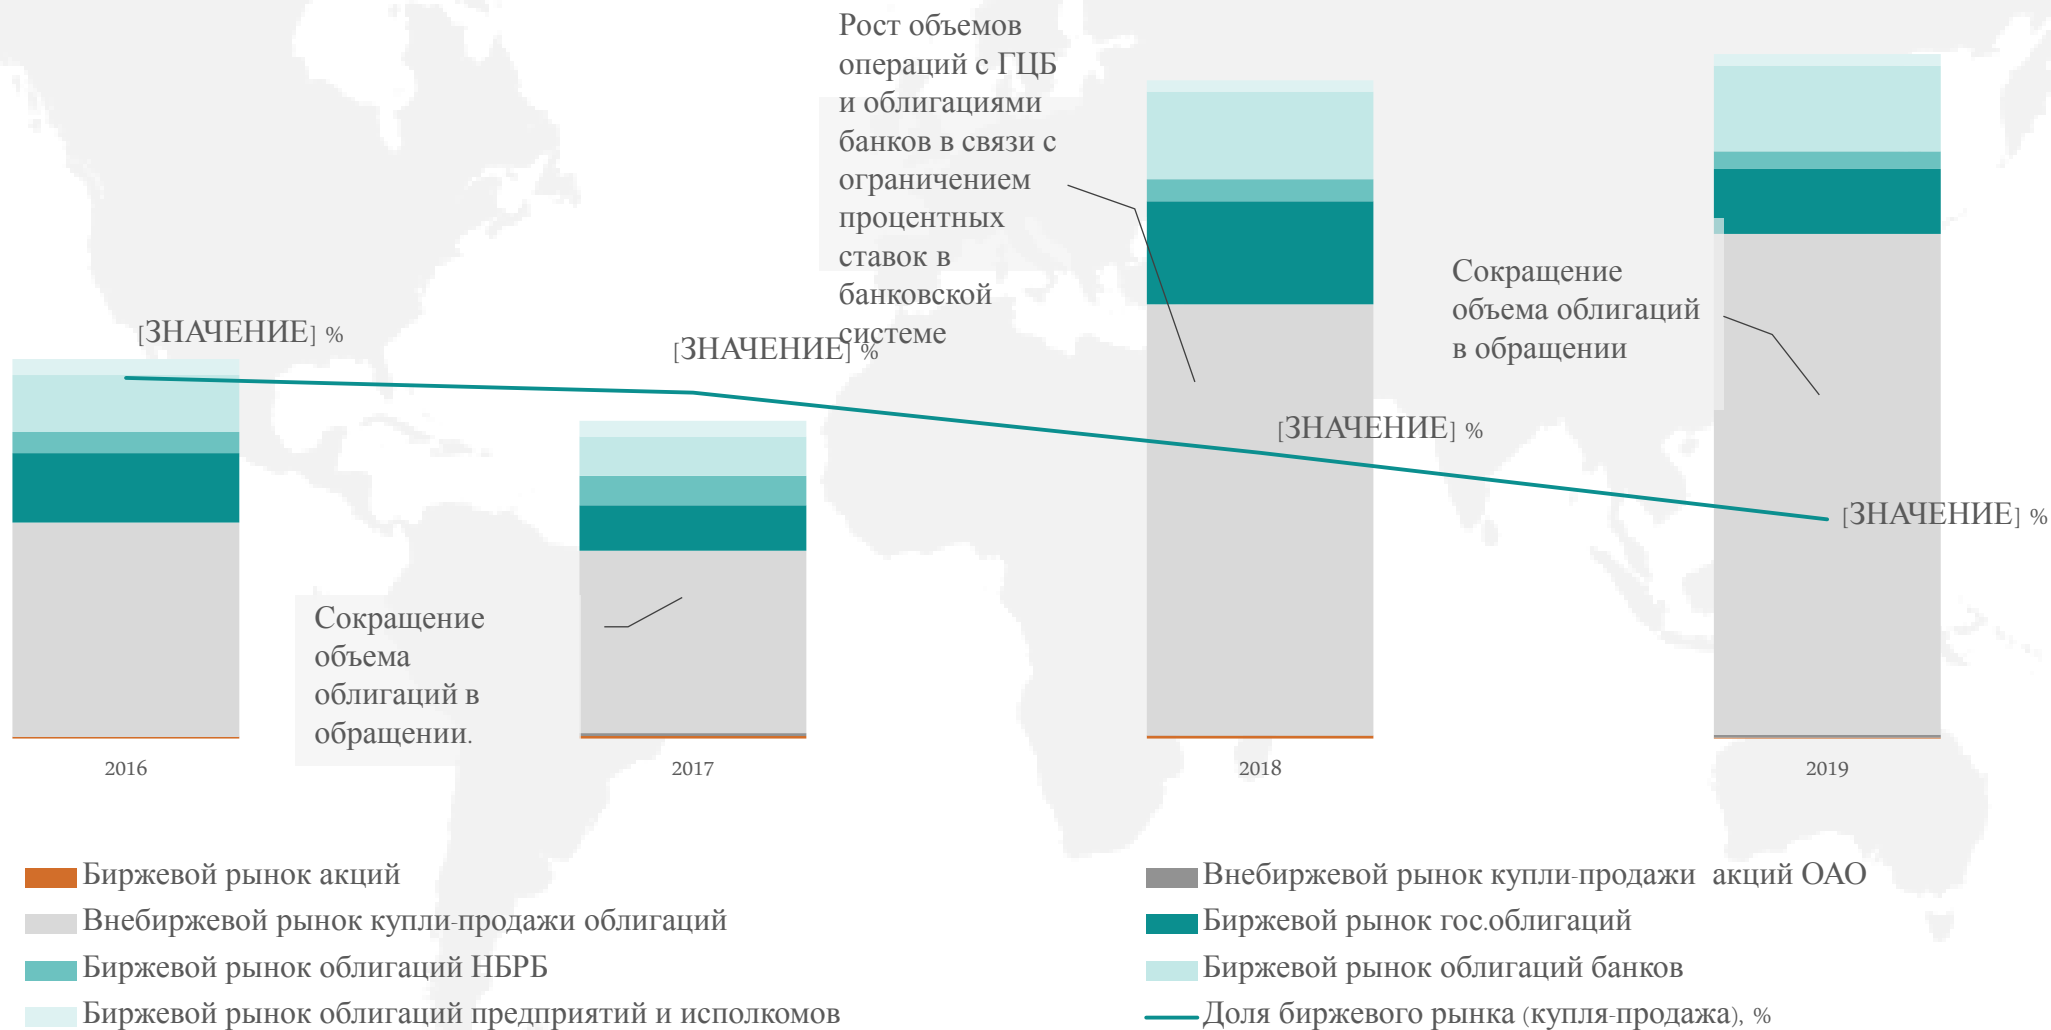 Рост объемов
операций с ГЦБ
и облигациями
банков в связи с
ограничением
процентных
ставок в
банковской
системе
Сокращение
объема облигаций
в обращении
[ЗНАЧЕНИЕ] %
[ЗНАЧЕНИЕ] %
[ЗНАЧЕНИЕ] %
[ЗНАЧЕНИЕ] %
Сокращение
объема
облигаций в
обращении.
2016
2017
2018
2019
Биржевой рынок акций
Внебиржевой рынок купли-продажи акций ОАО
Внебиржевой рынок купли-продажи облигаций
Биржевой рынок гос.облигаций
Биржевой рынок облигаций НБРБ
Биржевой рынок облигаций банков
Биржевой рынок облигаций предприятий и исполкомов
Доля биржевого рынка (купля-продажа), %